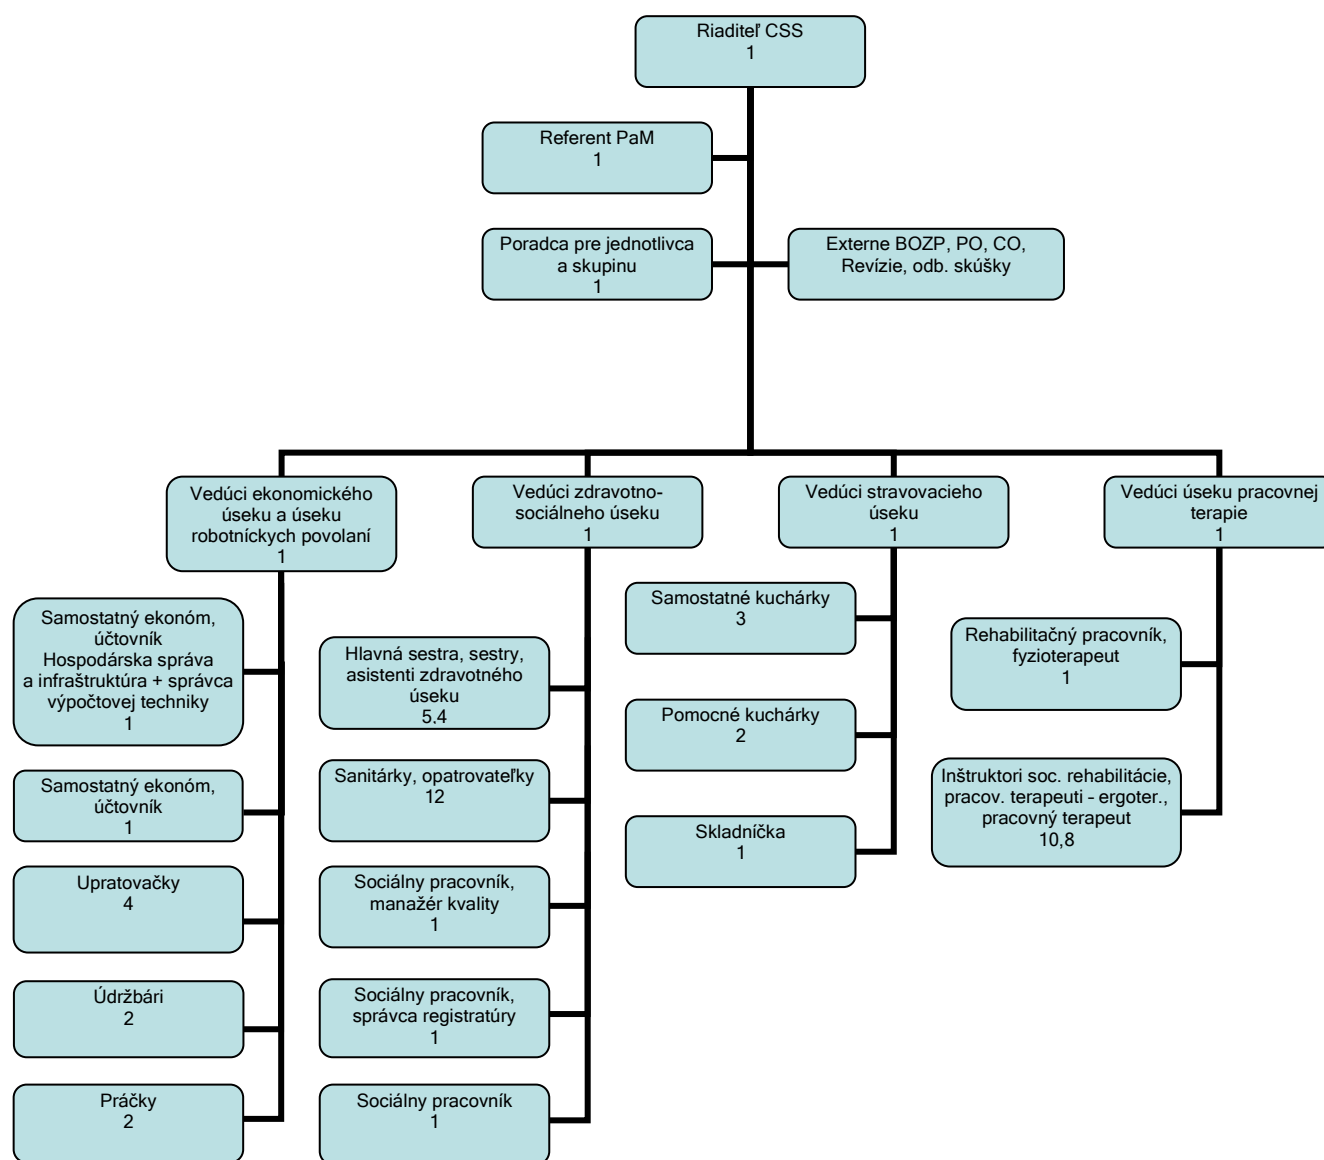 Riaditeľ CSS
1
Referent PaM
1
Poradca pre jednotlivca
a skupinu
1
Externe BOZP, PO, CO,
Revízie, odb. skúšky
Vedúci ekonomického
úseku a úseku
robotníckych povolaní
1
Samostatný ekonóm,
účtovník
Hospodárska správa
a infraštruktúra + správca
výpočtovej techniky
1
Samostatný ekonóm,
účtovník
1
Upratovačky
4
Údržbári
2
Práčky
2
Vedúci zdravotno-
sociálneho úseku
1
Hlavná sestra, sestry,
asistenti zdravotného
úseku
5,4
Sanitárky, opatrovateľky
12
Sociálny pracovník,
manažér kvality
1
Sociálny pracovník,
správca registratúry
1
Sociálny pracovník
1
Vedúci stravovacieho
úseku
1
Samostatné kuchárky
3
Pomocné kuchárky
2
Skladníčka
1
Vedúci úseku pracovnej
terapie
1
Rehabilitačný pracovník,
fyzioterapeut
1
Inštruktori soc. rehabilitácie,
pracov. terapeuti - ergoter.,
pracovný terapeut
10,8